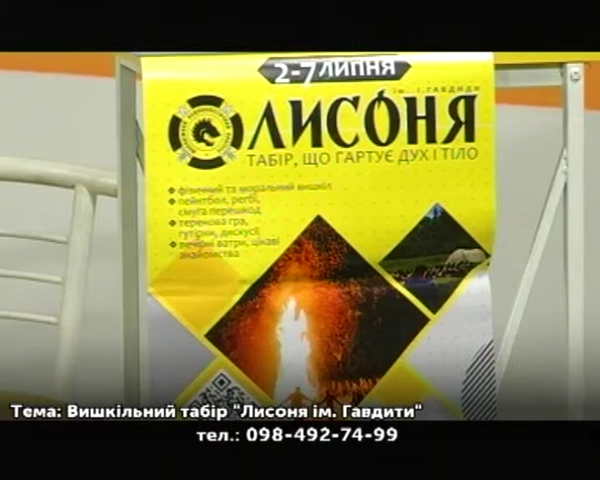 2-7 ЛИПНЯ
ім. І.ГАВДИДИ
ЛИСОНЯ
ТАБІР, ЩО ГАРТУЄ ДУХ І ТІЛО
фізичний та моральний вишкіл
пейнтбол, регбі,
смуга перешкод
теренова гра,
гутірки, дискусії
вечірні ватри, цікаві
знайомства
Тема: Вишкільний табір "Лисоня ім. Гавдити"
тел.: 098-492-74-99